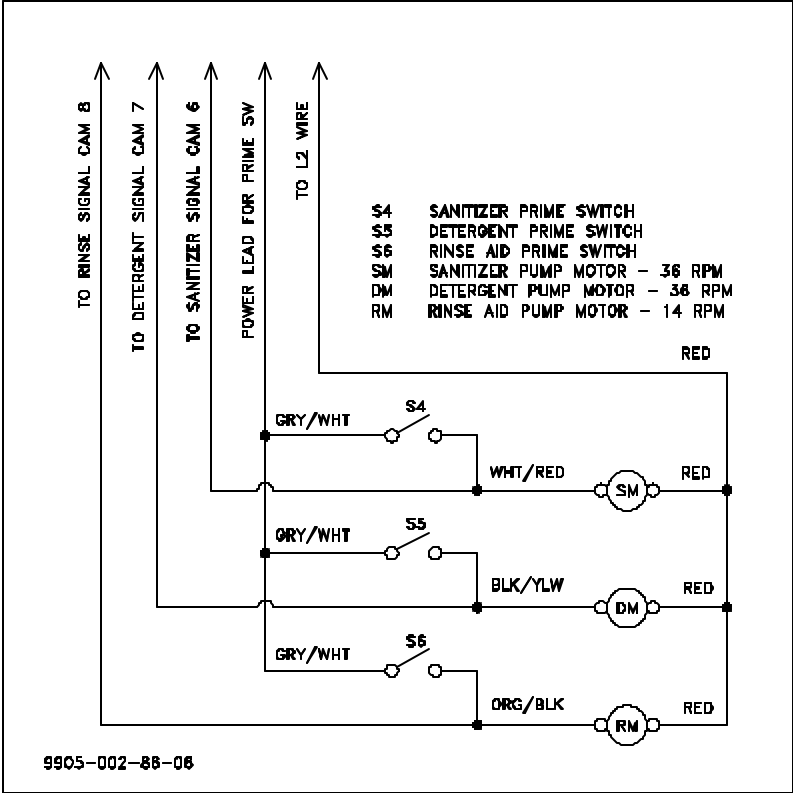 TO RINSE SIGNAL CAM 8
TO DETERGENT SIGNAL CAM 7
TO SANITIZER SIGNAL CAM 6
POWER LEAD FOR PRIME SW
TO L2 WIRE
S4 SANITIZER PRIME SWITCH
S5 DETERGENT PRIME SWITCH
S6 RINSE AID PRIME SWITCH
SM SANITIZER PUMP MOTOR - 36 RPM
DM DETERGENT PUMP MOTOR - 36 RPM
RM RINSE AID PUMP MOTOR - 14 RPM
RED
GRY/WHT S4
WHT/RED SM RED
GRY/WHT S5
BLK/YLW DM RED
GRY/WHT S6
ORG/BLK RM RED
9905-002-86-06